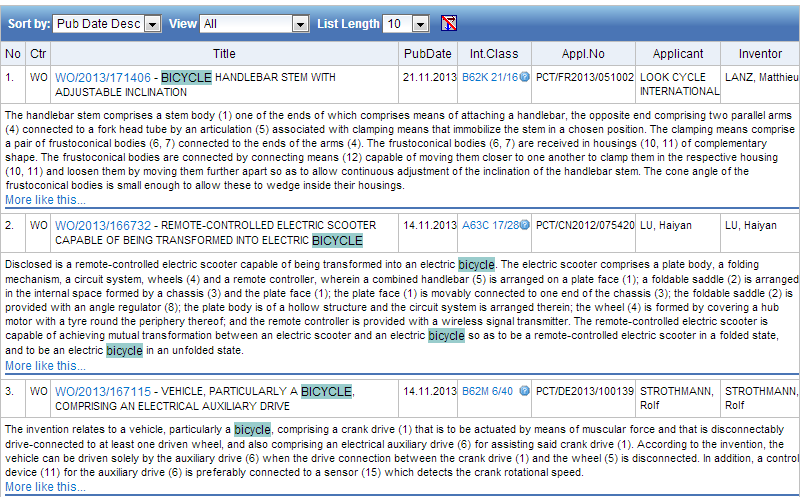 Sort by: Pub Date Desc View All List Length 10
No Ctr Title PubDate Int.Class Appl.No Applicant Inventor
1. WO WO/2013/171406 - BICYCLE HANDLEBAR STEM WITH 21.11.2013 B62K 21/16 PCT/FR2013/051002 LOOK CYCLE LANZ, Matthieu
ADJUSTABLE INCLINATION INTERNATIONAL
The handlebar stem comprises a stem body (1) one of the ends of which comprises means of attaching a handlebar, the opposite end comprising two parallel arms
(4) connected to a fork head tube by an articulation (5) associated with clamping means that immobilize the stem in a chosen position. The clamping means comprise
a pair of frustoconical bodies (6, 7) connected to the ends of the arms (4). The frustoconical bodies (6, 7) are received in housings (10, 11) of complementary
shape. The frustoconical bodies are connected by connecting means (12) capable of moving them closer to one another to clamp them in the respective housing
(10, 11) and loosen them by moving them further apart so as to allow continuous adjustment of the inclination of the handlebar stem. The cone angle of the
frustoconical bodies is small enough to allow these to wedge inside their housings.
More like this...
2. WO WO/2013/166732 - REMOTE-CONTROLLED ELECTRIC SCOOTER 14.11.2013 A63C 17/28 PCT/CN2012/075420 LU, Haiyan LU, Haiyan
CAPABLE OF BEING TRANSFORMED INTO ELECTRIC BICYCLE
Disclosed is a remote-controlled electric scooter capable of being transformed into an electric bicycle. The electric scooter comprises a plate body, a folding
mechanism, a circuit system, wheels (4) and a remote controller, wherein a combined handlebar (5) is arranged on a plate face (1); a foldable saddle (2) is arranged
in the internal space formed by a chassis (3) and the plate face (1); the plate face (1) is movably connected to one end of the chassis (3); the foldable saddle (2) is
provided with an angle regulator (8); the plate body is of a hollow structure and the circuit system is arranged therein; the wheel (4) is formed by covering a hub
motor with a tyre round the periphery thereof; and the remote controller is provided with a wireless signal transmitter. The remote-controlled electric scooter is
capable of achieving mutual transformation between an electric scooter and an electric bicycle so as to be a remote-controlled electric scooter in a folded state,
and to be an electric bicycle in an unfolded state.
More like this...
3. WO WO/2013/167115 - VEHICLE, PARTICULARLY A BICYCLE, 14.11.2013 B62M 6/40 PCT/DE2013/100139 STROTHMANN, STROTHMANN,
COMPRISING AN ELECTRICAL AUXILIARY DRIVE Rolf Rolf
The invention relates to a vehicle, particularly a bicycle, comprising a crank drive (1) that is to be actuated by means of muscular force and that is disconnectably
drive-connected to at least one driven wheel, and also comprising an electrical auxiliary drive (6) for assisting said crank drive (1). According to the invention, the
vehicle can be driven solely by the auxiliary drive (6) when the drive connection between the crank drive (1) and the wheel (5) is disconnected. In addition, a control
device (11) for the auxiliary drive (6) is preferably connected to a sensor (15) which detects the crank rotational speed.
More like this...